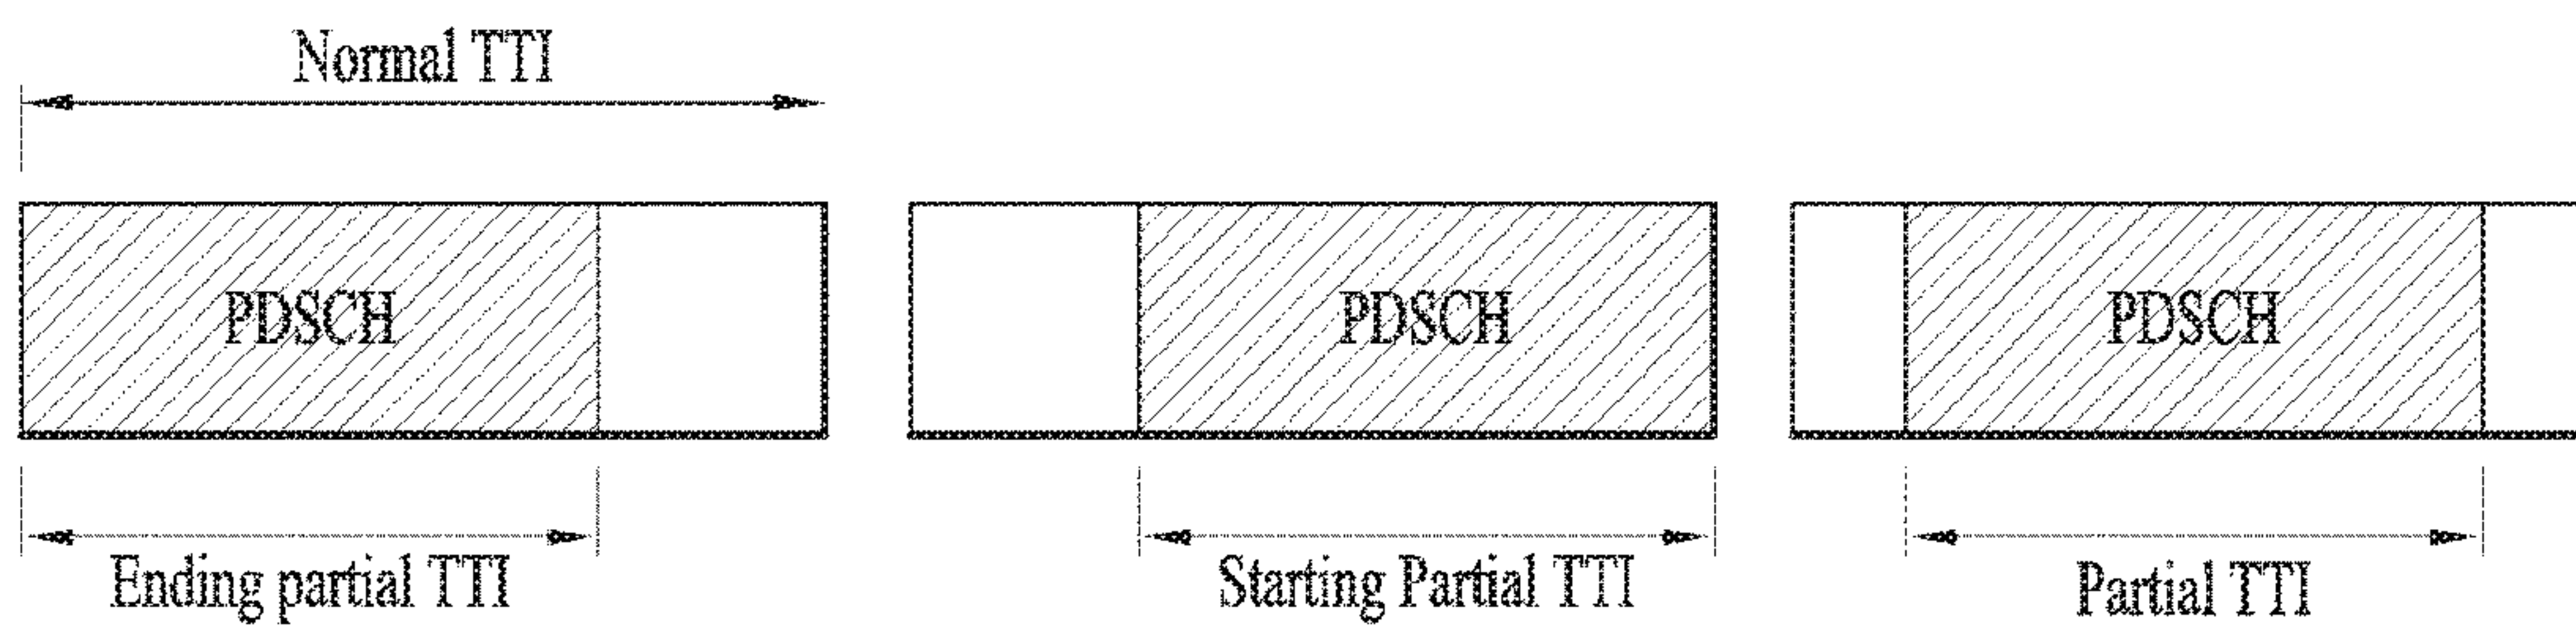 Normal TTI
PDSCH
PDSCH
PDSCH
Ending partial TTI
Starting Partial TTI
Partial TTI